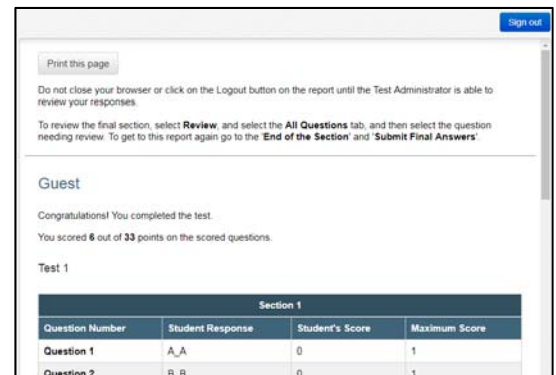 Sign out
Print this page
Do not close your browser or click on the Logout button on the report until the Test Administrator is able to
review your responses.
To review the final section, select Review, and select the All Questions tab, and then select the question
needing review. To get to this report again go to the 'End of the Section' and 'Submit Final Answers'.
Guest
Congratulations! You completed the test.
You scored 6 out of 33 points on the scored questions.
Test 1
Section 1
Question Number Student Response Student's Score Maximum Score
Question 1 A_A 0 1
Question 2 B_B 0 1